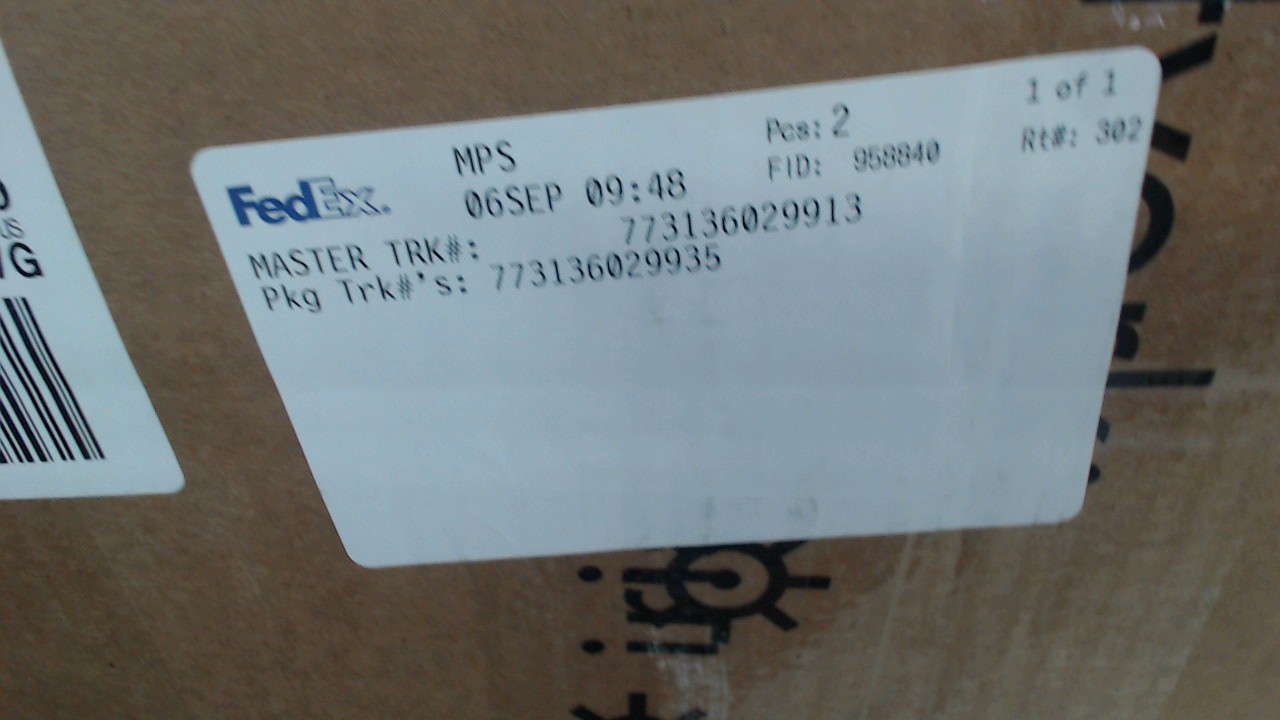 1 of 1
MPS Pcs: 2 Rt#: 302
FedEx. 06SEP 09:48 FID: 958840
MASTER TRK#: 773136029913
Pkg Trk#'s: 773136029935
US